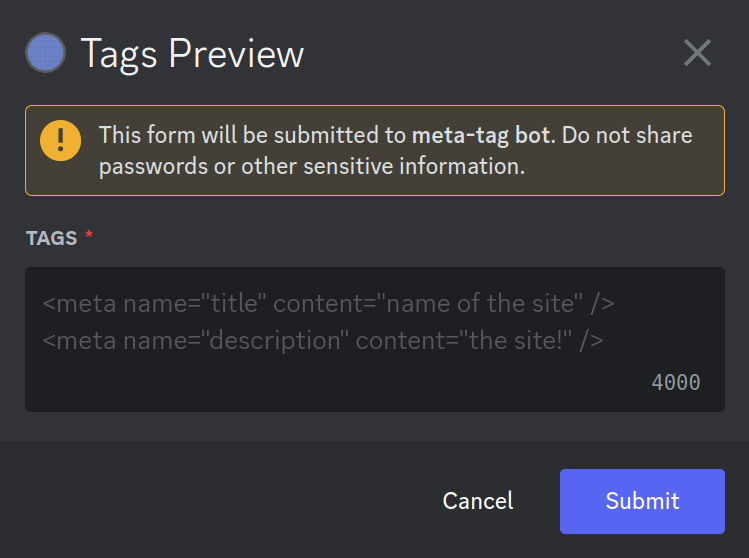 Tags Preview
This form will be submitted to meta-tag bot. Do not share
passwords or other sensitive information.
TAGS *
<meta name="title" content="name of the site" />
<meta name="description" content="the site!" />
4000
Cancel
Submit